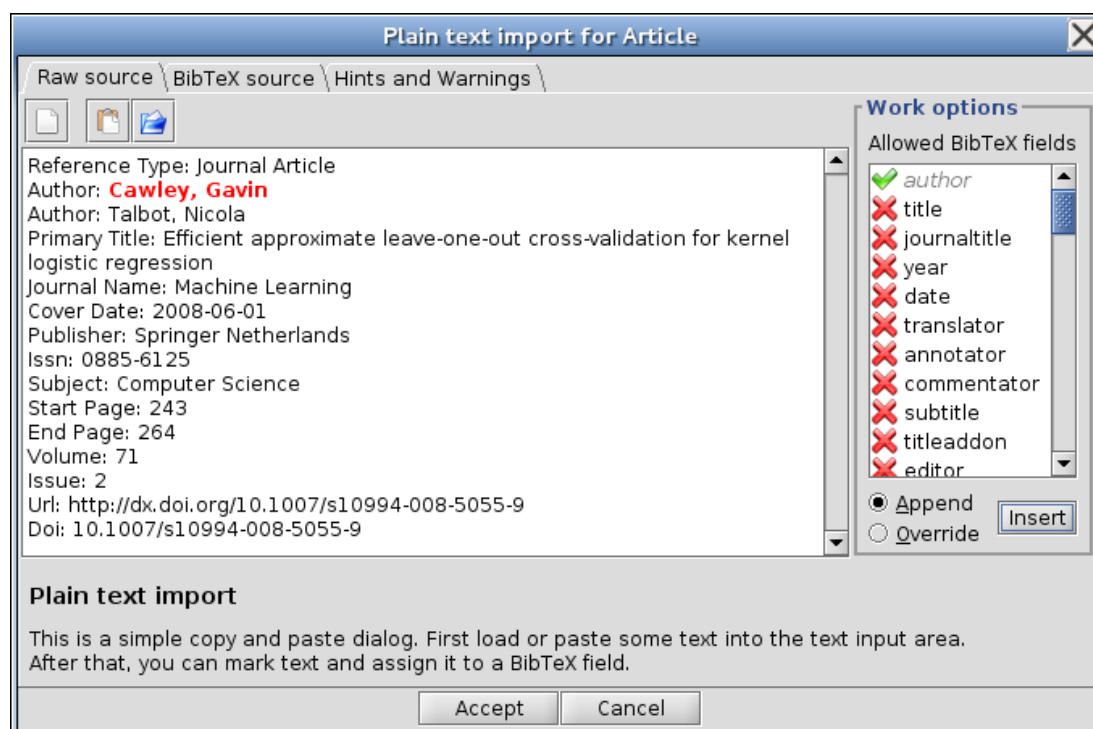 Plain text import for Article
Raw source
BibTeX source
Hints and Warnings
Reference Type: Journal Article
Author: Cawley, Gavin
Author: Talbot, Nicola
Primary Title: Efficient approximate leave-one-out cross-validation for kernel
logistic regression
Journal Name: Machine Learning
Cover Date: 2008-06-01
Publisher: Springer Netherlands
Issn: 0885-6125
Subject: Computer Science
Start Page: 243
End Page: 264
Volume: 71
Issue: 2
Url: http://dx.doi.org/10.1007/s10994-008-5055-9
Doi: 10.1007/s10994-008-5055-9
Work options
Allowed BibTeX fields
author
title
journaltitle
year
date
translator
annotator
commentator
subtitle
titleaddon
editor
Append
Override
Insert
Plain text import
This is a simple copy and paste dialog. First load or paste some text into the text input area.
After that, you can mark text and assign it to a BibTeX field.
Accept
Cancel